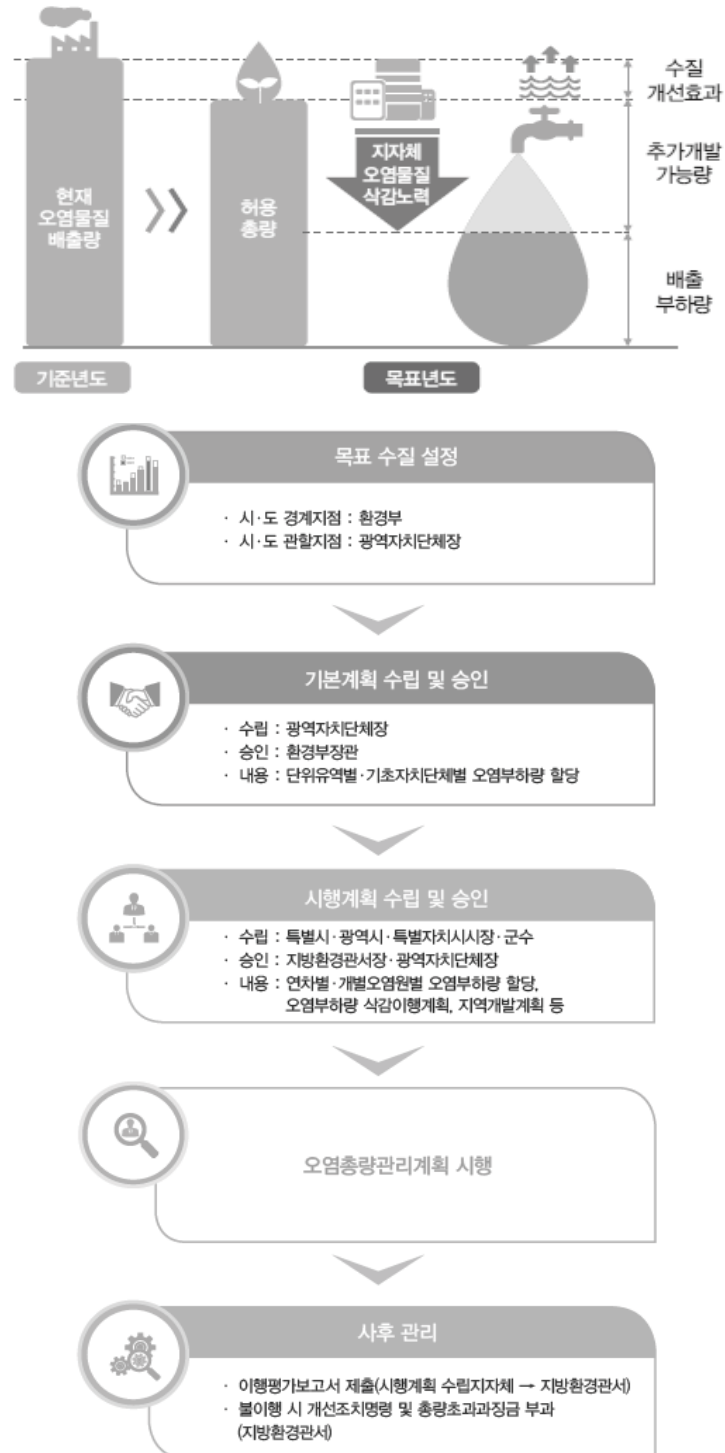 수질
개선효과
추가개발
가능량
지자체
오염물질
삭감노력
현재
오염물질
배출량
허용
총량
배출
부하량
기준년도
목표년도
목표 수질 설정
· 시·도 경계지점 : 환경부
· 시·도 관할지점 : 광역자치단체장
기본계획 수립 및 승인
· 수립 : 광역자치단체장
· 승인 : 환경부장관
· 내용 : 단위유역별·기초자치단체별 오염부하량 할당
시행계획 수립 및 승인
· 수립 : 특별시·광역시·특별자치시시장·군수
· 승인 : 지방환경관서장·광역자치단체장
· 내용 : 연차별·개별오염원별 오염부하량 할당,
오염부하량 삭감이행계획, 지역개발계획 등
오염총량관리계획 시행
사후 관리
· 이행평가보고서 제출(시행계획 수립지자체 → 지방환경관서)
· 불이행 시 개선조치명령 및 총량초과과징금 부과
(지방환경관서)